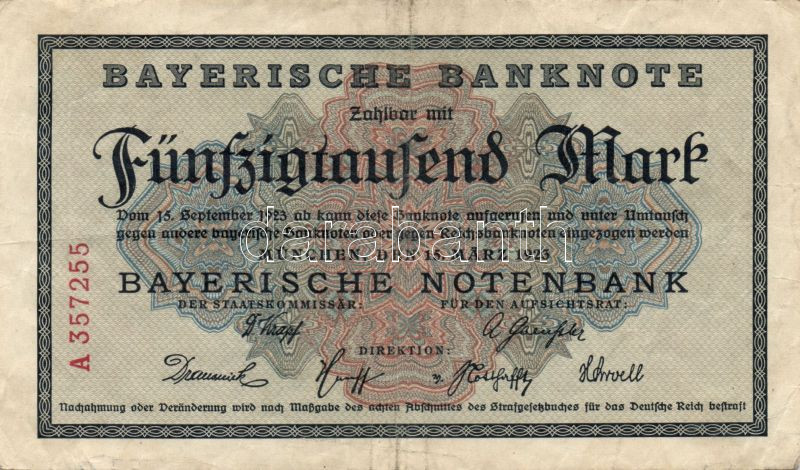 BAYERISCHE BANKNOTE
Zahlbar mit
Fünfzigtausend Mark
Vom 15. September 1923 ab kann diese Banknote aufgerufen und unter Umtausch
gegen andere bayerische Banknoten oder gegen Reichsbanknoten eingezogen werden
MÜNCHEN, DEN 15. MÄRZ 1923
BAYERISCHE NOTENBANK
DER STAATSKOMMISSÄR: FÜR DEN AUFSICHTSRAT:
DIREKTION:
Nachahmung oder Veränderung wird nach Maßgabe des achten Abschnittes des Strafgesetzbuches für das Deutsche Reich bestraft
A 357255
darabanth